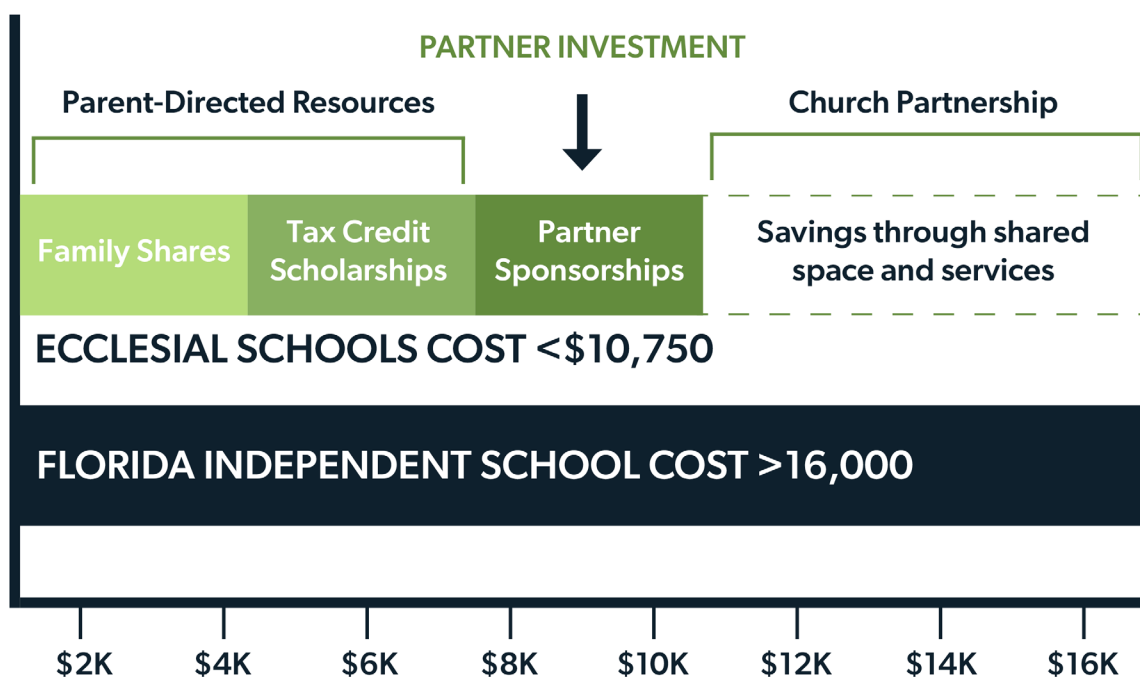 PARTNER INVESTMENT
Parent-Directed Resources
Church Partnership
Family Shares
Tax Credit
Scholarships
Partner
Sponsorships
Savings through shared
space and services
ECCLESIAL SCHOOLS COST <$10,750
FLORIDA INDEPENDENT SCHOOL COST >16,000
$2K $4K $6K $8K $10K $12K $14K $16K